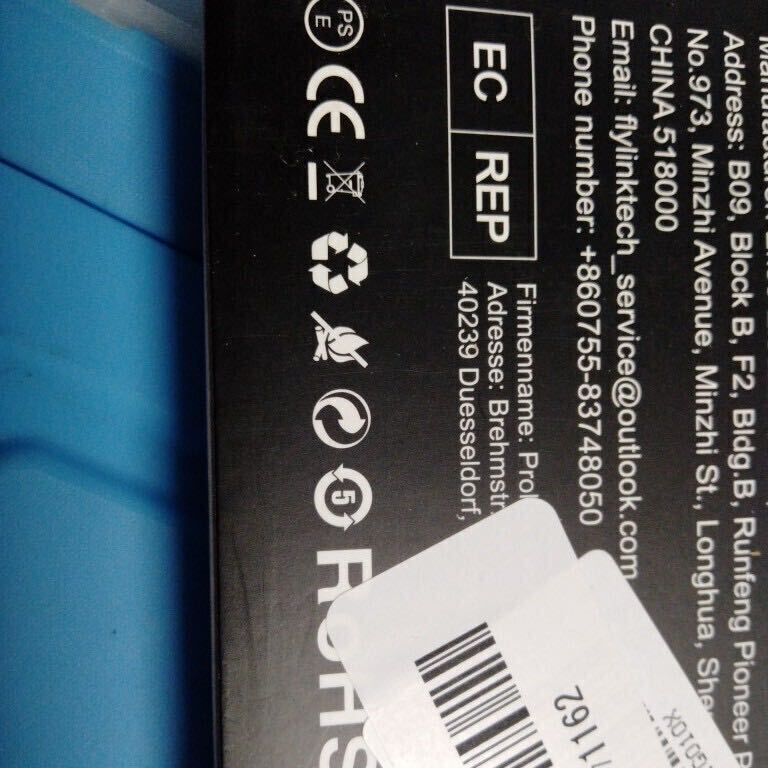 Address: B09, Block B, F2, Bldg.B, Runfeng Pioneer
No.973, Minzhi Avenue, Minzhi St., Longhua,
CHINA 518000
Email: flylinktech_service@outlook.com
Phone number: +860755-83748050
EC REP
Firmenname:
Adresse:
40239 Duesseldorf,
PS
E
CE
5
RoHS
71162